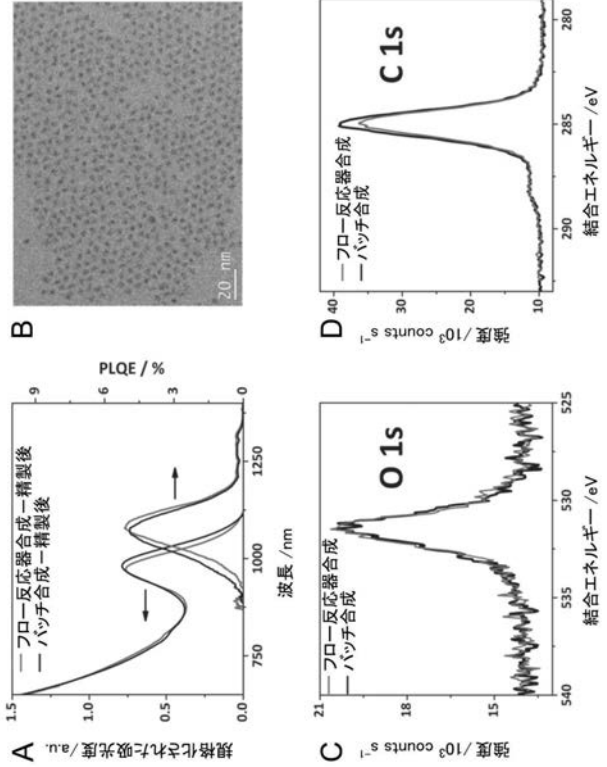 A
フロー反応器合成－精製後
バッチ合成－精製後
規格化された吸光度/a.u.
1.5
1.0
0.5
0.0
PLQE / %
9
6
3
0
750
1000
1250
波長 /nm
B
20 nm
C
フロー反応器合成
バッチ合成
O 1s
強度 /10³ counts s⁻¹
21
18
15
540
535
530
525
結合エネルギー /eV
D
フロー反応器合成
バッチ合成
C 1s
強度 /10³ counts s⁻¹
40
30
20
10
290
285
280
結合エネルギー /eV